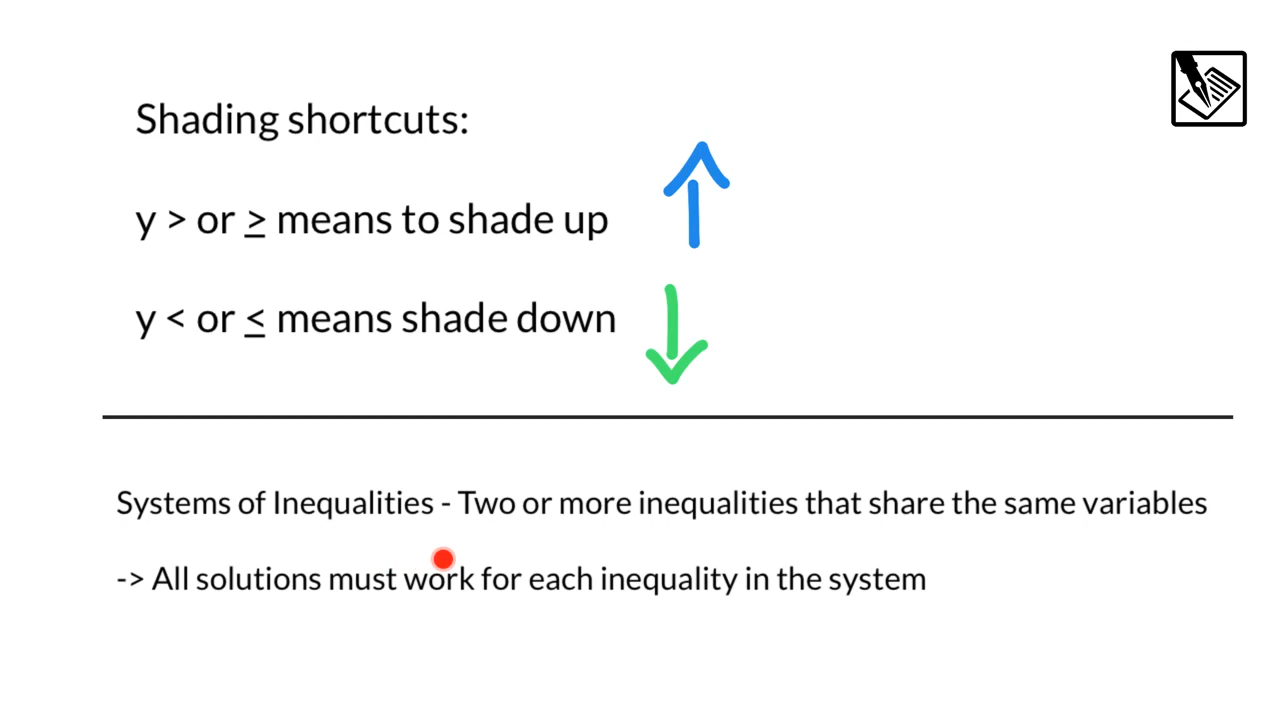 Shading shortcuts:
y > or ≥ means to shade up
y < or ≤ means shade down
Systems of Inequalities - Two or more inequalities that share the same variables
-> All solutions must work for each inequality in the system